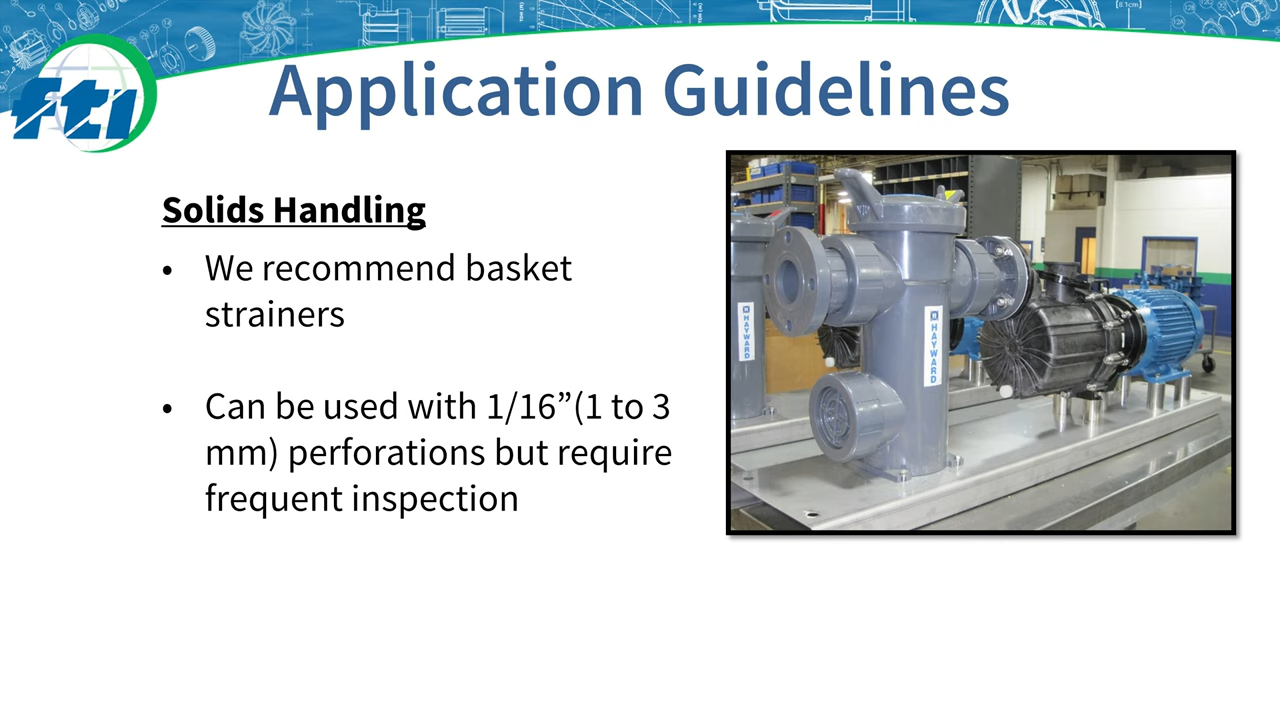 Application Guidelines
fti
Solids Handling
• We recommend basket
strainers
• Can be used with 1/16”(1 to 3
mm) perforations but require
frequent inspection
HAYWARD
HAYWARD